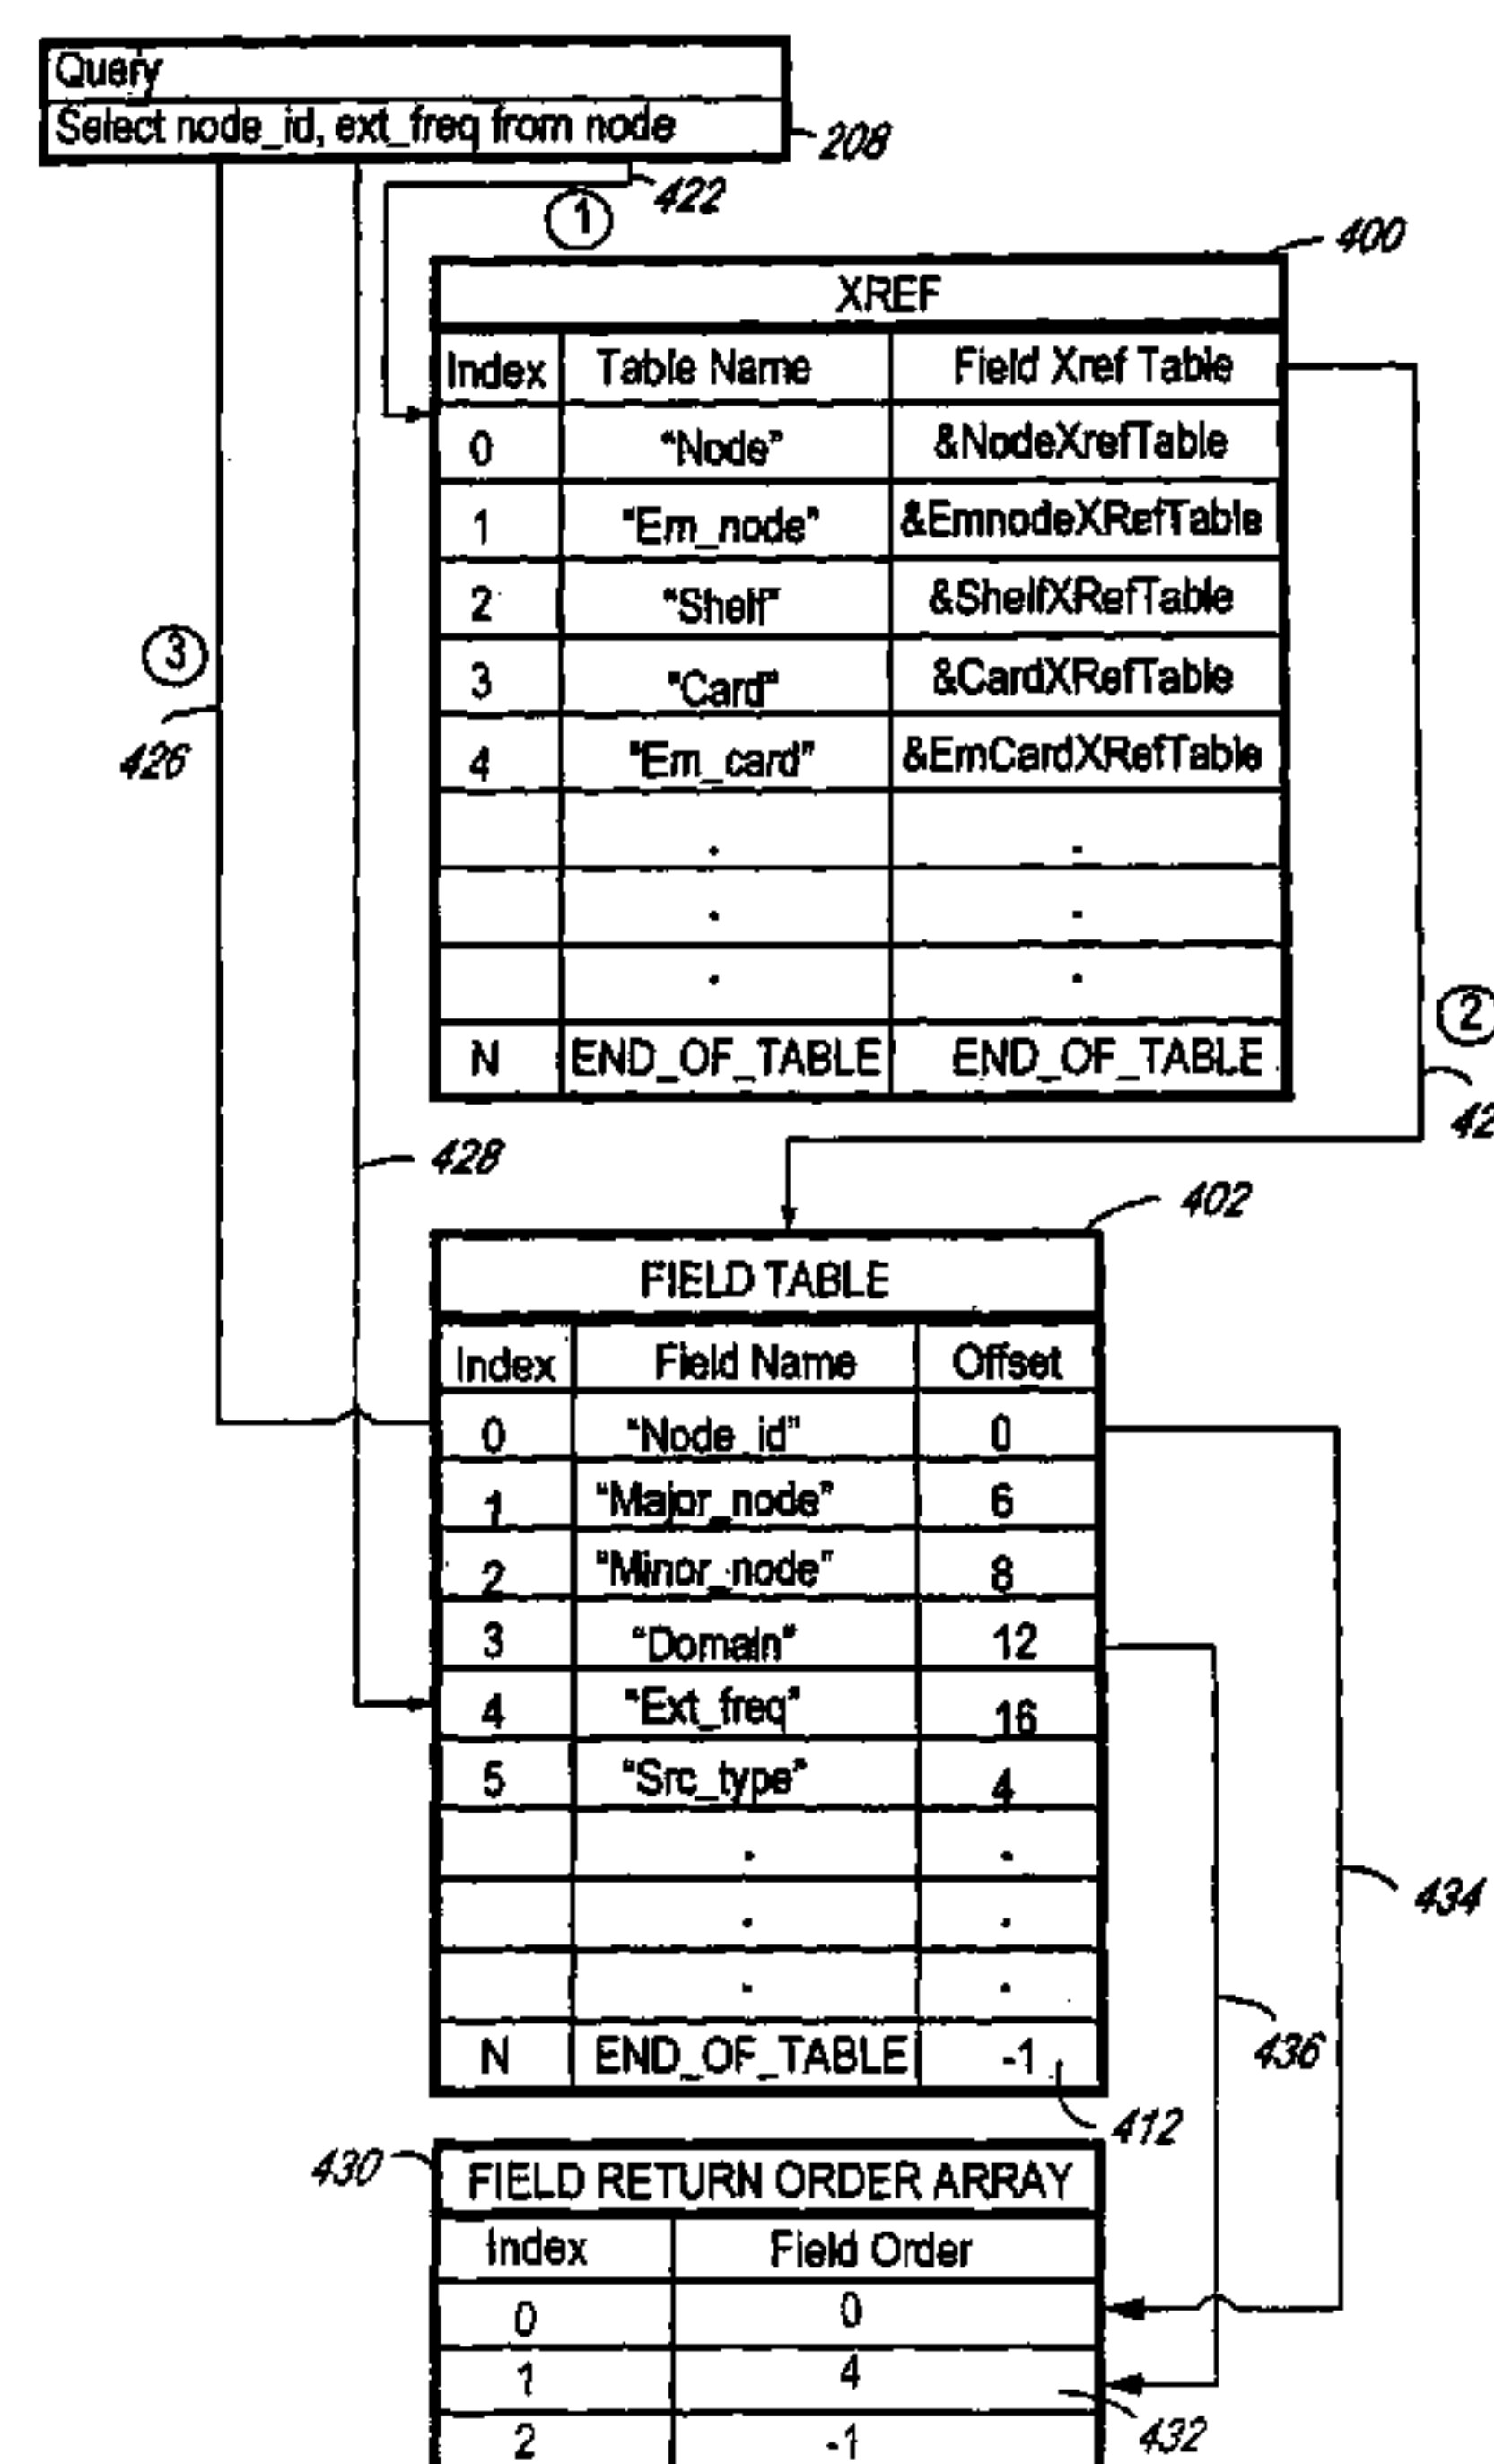 Query
Select node_id, ext_freq from node
208
422
1
400
XREF
Index Table Name Field Xref Table
0 "Node" &NodeXrefTable
1 "Em_node" &EmnodeXRefTable
2 "Shelf" &ShelfXRefTable
3 "Card" &CardXRefTable
4 "Em_card" &EmCardXRefTable
. .
. .
. .
N END_OF_TABLE END_OF_TABLE
3
426
2
428
402
FIELD TABLE
Index Field Name Offset
0 "Node_id" 0
1 "Major_node" 6
2 "Minor_node" 8
3 "Domain" 12
4 "Ext_freq" 16
5 "Src_type" 4
. .
. .
. .
N END_OF_TABLE -1
434
436
412
430
FIELD RETURN ORDER ARRAY
Index Field Order
0 0
1 4
2 -1
432